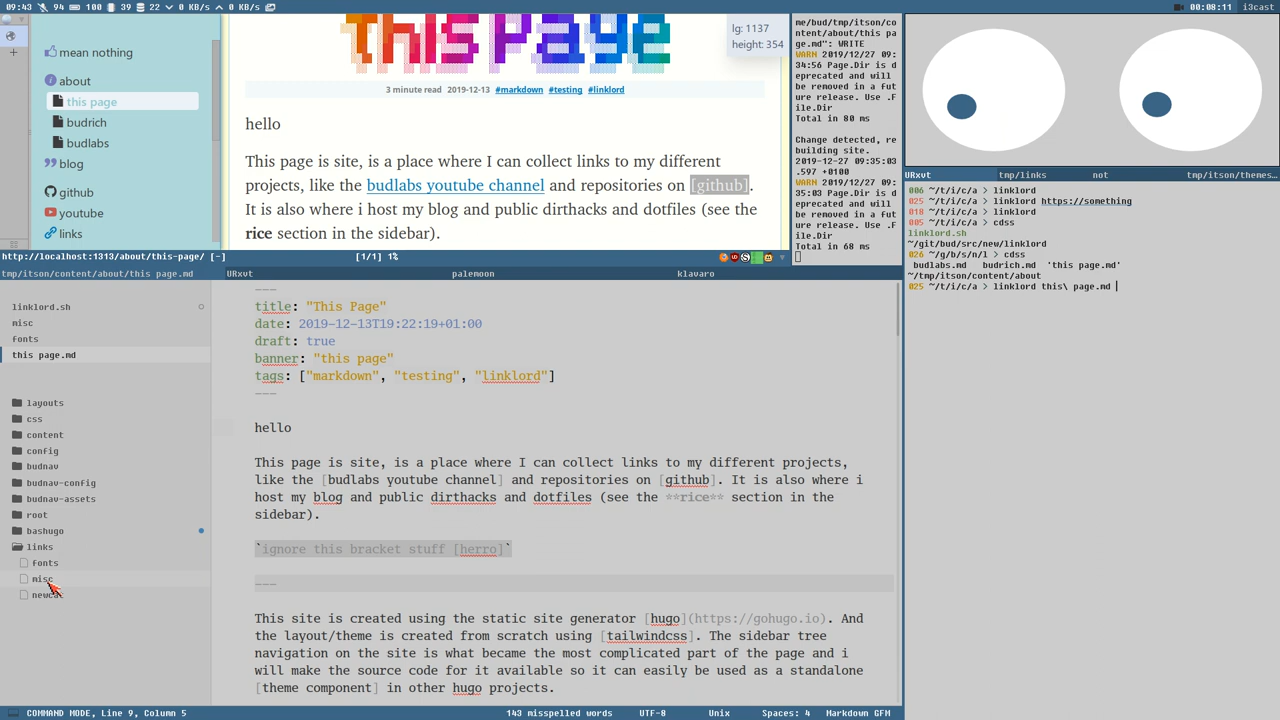 09:43 94 100 39 22 0 KB/s 0 KB/s
00:08:11 i3cast
mean nothing
about
this page
budrich
budlabs
blog
github
youtube
links
This Page
lg: 1137
height: 354
3 minute read 2019-12-13 #markdown #testing #linklord
hello
This page is site, is a place where I can collect links to my different
projects, like the budlabs youtube channel and repositories on [github].
It is also where i host my blog and public dirthacks and dotfiles (see the
rice section in the sidebar).
http://localhost:1313/about/this-page/ [-] [1/1] 1%
me/bud/tmp/itson/co
ntent/about/this pa
ge.md": WRITE
WARN 2019/12/27 09:
34:56 Page.Dir is d
eprecated and will
be removed in a fut
ure release. Use .F
ile.Dir
Total in 80 ms
Change detected, re
building site.
2019-12-27 09:35:03
.597 +0100
WARN 2019/12/27 09:
35:03 Page.Dir is d
eprecated and will
be removed in a fut
ure release. Use .F
ile.Dir
Total in 68 ms
URxvt tmp/links not tmp/itson/themes…
006 ~/t/i/c/a > linklord
025 ~/t/i/c/a > linklord https://something
018 ~/t/i/c/a > linklord
005 ~/t/i/c/a > cdss
linklord.sh
~/git/bud/src/new/linklord
026 ~/g/b/s/n/l > cdss
budlabs.md budrich.md 'this page.md'
~/tmp/itson/content/about
025 ~/t/i/c/a > linklord this\ page.md
tmp/itson/content/about/this page.md URxvt palemoon klavaro
linklord.sh
misc
fonts
this page.md
layouts
css
content
config
budnav
budnav-config
budnav-assets
root
bashugo
links
fonts
misc
---
title: "This Page"
date: 2019-12-13T19:22:19+01:00
draft: true
banner: "this page"
tags: ["markdown", "testing", "linklord"]
---
hello
This page is site, is a place where I can collect links to my different projects,
like the [budlabs youtube channel] and repositories on [github]. It is also where i
host my blog and public dirthacks and dotfiles (see the **rice** section in the
sidebar).
`ignore this bracket stuff [herro]`
---
This site is created using the static site generator [hugo](https://gohugo.io). And
the layout/theme is created from scratch using [tailwindcss]. The sidebar tree
navigation on the site is what became the most complicated part of the page and i
will make the source code for it available so it can easily be used as a standalone
[theme component] in other hugo projects.
COMMAND MODE, Line 9, Column 5 143 misspelled words UTF-8 Unix Spaces: 4 Markdown GFM